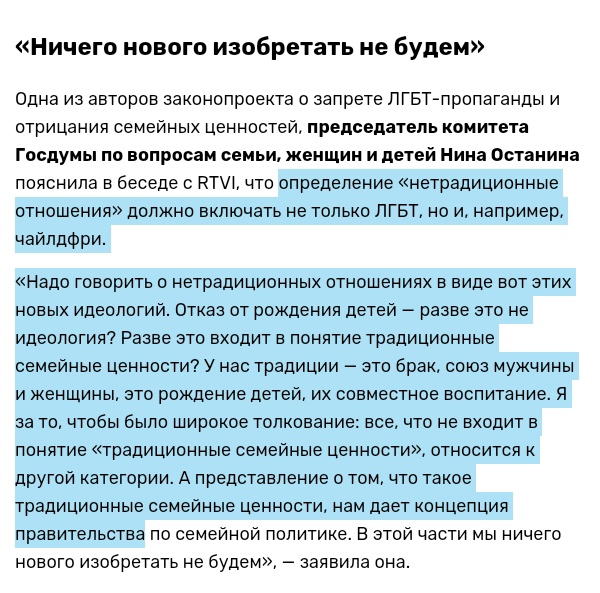 «Ничего нового изобретать не будем»
Одна из авторов законопроекта о запрете ЛГБТ-пропаганды и
отрицания семейных ценностей, председатель комитета
Госдумы по вопросам семьи, женщин и детей Нина Останина
пояснила в беседе с RTVI, что определение «нетрадиционные
отношения» должно включать не только ЛГБТ, но и, например,
чайлдфри.
«Надо говорить о нетрадиционных отношениях в виде вот этих
новых идеологий. Отказ от рождения детей — разве это не
идеология? Разве это входит в понятие традиционные
семейные ценности? У нас традиции — это брак, союз мужчины
и женщины, это рождение детей, их совместное воспитание. Я
за то, чтобы было широкое толкование: все, что не входит в
понятие «традиционные семейные ценности», относится к
другой категории. А представление о том, что такое
традиционные семейные ценности, нам дает концепция
правительства по семейной политике. В этой части мы ничего
нового изобретать не будем», — заявила она.